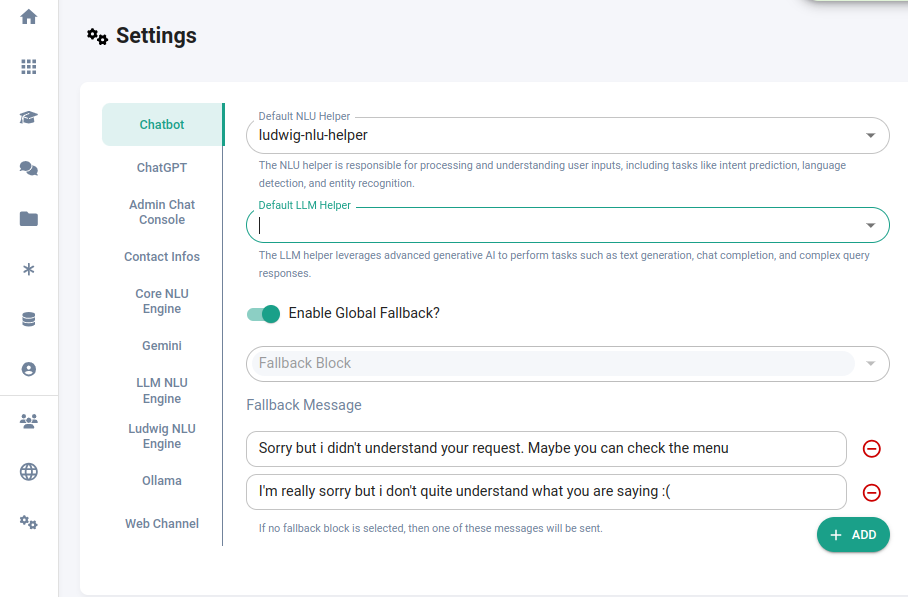 Settings
Chatbot
ChatGPT
Admin Chat
Console
Contact Infos
Core NLU
Engine
Gemini
LLM NLU
Engine
Ludwig NLU
Engine
Ollama
Web Channel
Default NLU Helper
ludwig-nlu-helper
The NLU helper is responsible for processing and understanding user inputs, including tasks like intent prediction, language
detection, and entity recognition.
Default LLM Helper
The LLM helper leverages advanced generative AI to perform tasks such as text generation, chat completion, and complex query
responses.
Enable Global Fallback?
Fallback Block
Fallback Message
Sorry but i didn't understand your request. Maybe you can check the menu
I'm really sorry but i don't quite understand what you are saying :(
If no fallback block is selected, then one of these messages will be sent.
+ ADD